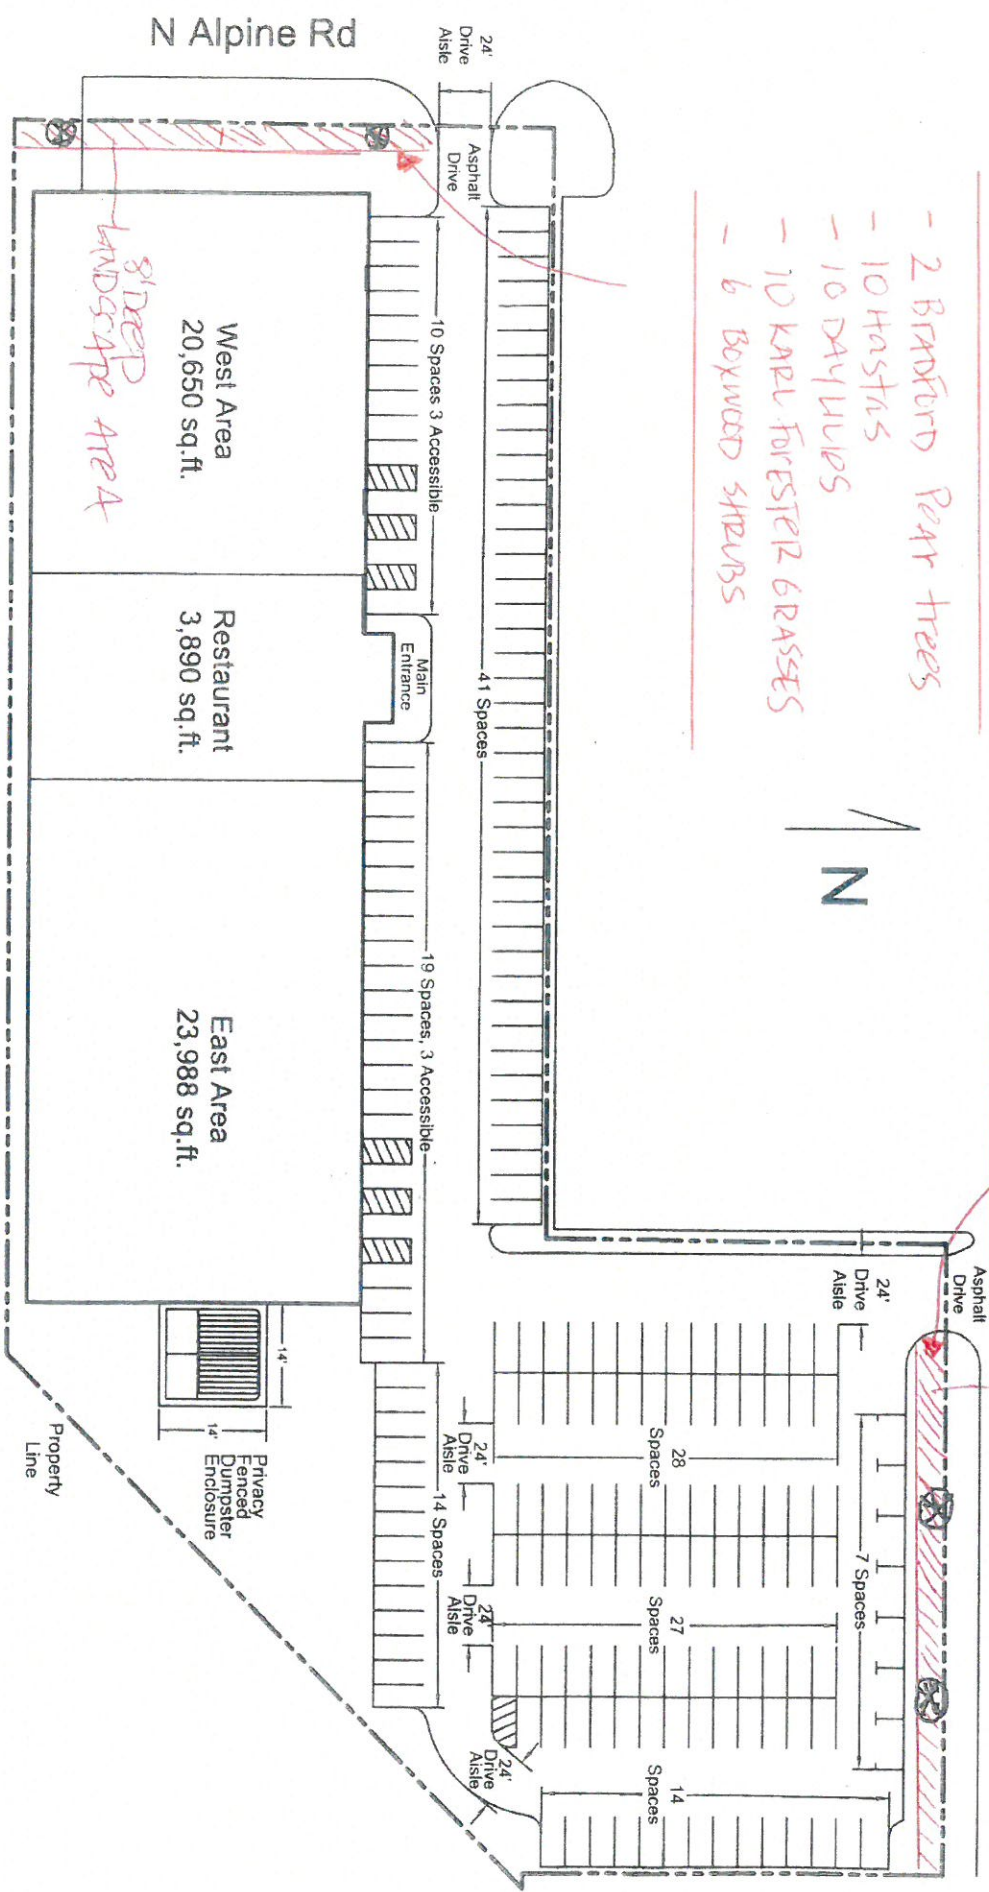 N Alpine Rd
24'
Drive
Aisle
Asphalt
Drive
- 2 BRADFORD PEAR trees
- 10 HOSTAS
- 10 DAYLILIES
- 10 KARL FORESTER GRASSES
- 6 BOXWOOD SHRUBS
8' DEEP
LANDSCAPE AREA
West Area
20,650 sq.ft.
10 Spaces 3 Accessible
41 Spaces
Main
Entrance
Restaurant
3,890 sq.ft.
N
East Area
23,988 sq.ft.
19 Spaces, 3 Accessible
Asphalt
Drive
24'
Drive
Aisle
14'
14'
Privacy
Fenced
Dumpster
Enclosure
Property
Line
24'
Drive
Aisle
14 Spaces
28
Spaces
24'
Drive
Aisle
27
Spaces
7 Spaces
24'
Drive
Aisle
14
Spaces